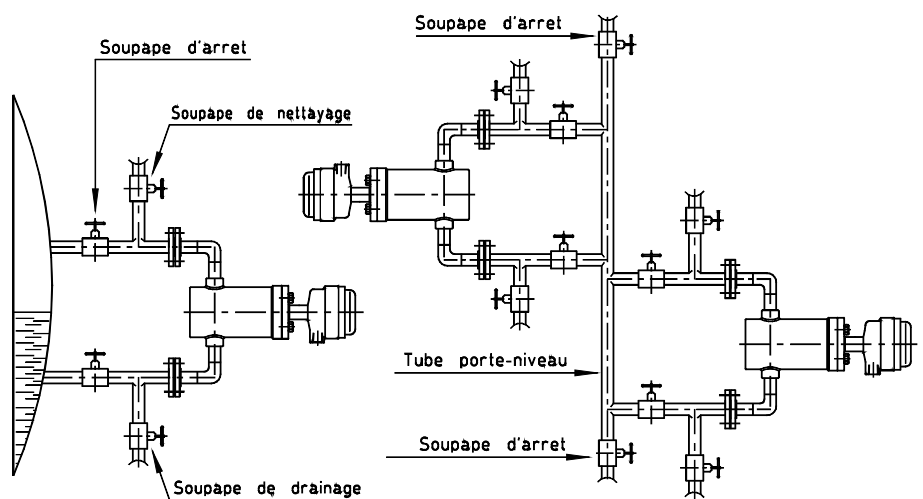 Soupape d'arret
Soupape d'arret
Soupape de nettayage
Tube porte-niveau
Soupape d'arret
Soupape de drainage